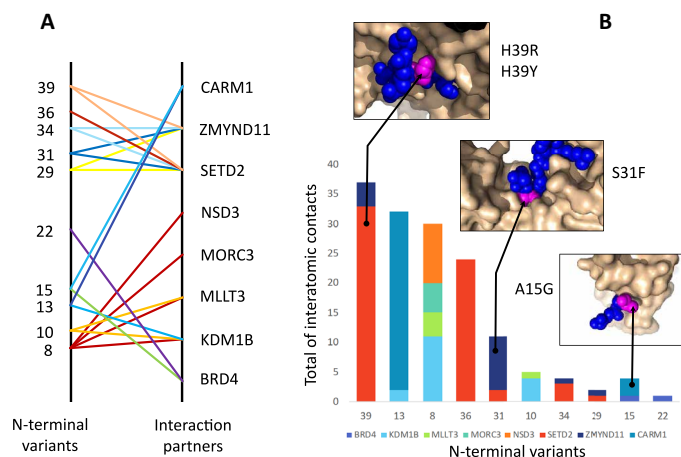 A
39
36
34
31
29
22
15
13
10
8
CARM1
ZMYND11
SETD2
NSD3
MORC3
MLLT3
KDM1B
BRD4
N-terminal
variants
Interaction
partners
B
H39R
H39Y
S31F
A15G
Total of interatomic contacts
40
35
30
25
20
15
10
5
0
39 13 8 36 31 10 34 29 15 22
BRD4 KDM1B MLLT3 MORC3 NSD3 SETD2 ZMYND11 CARM1
N-terminal variants